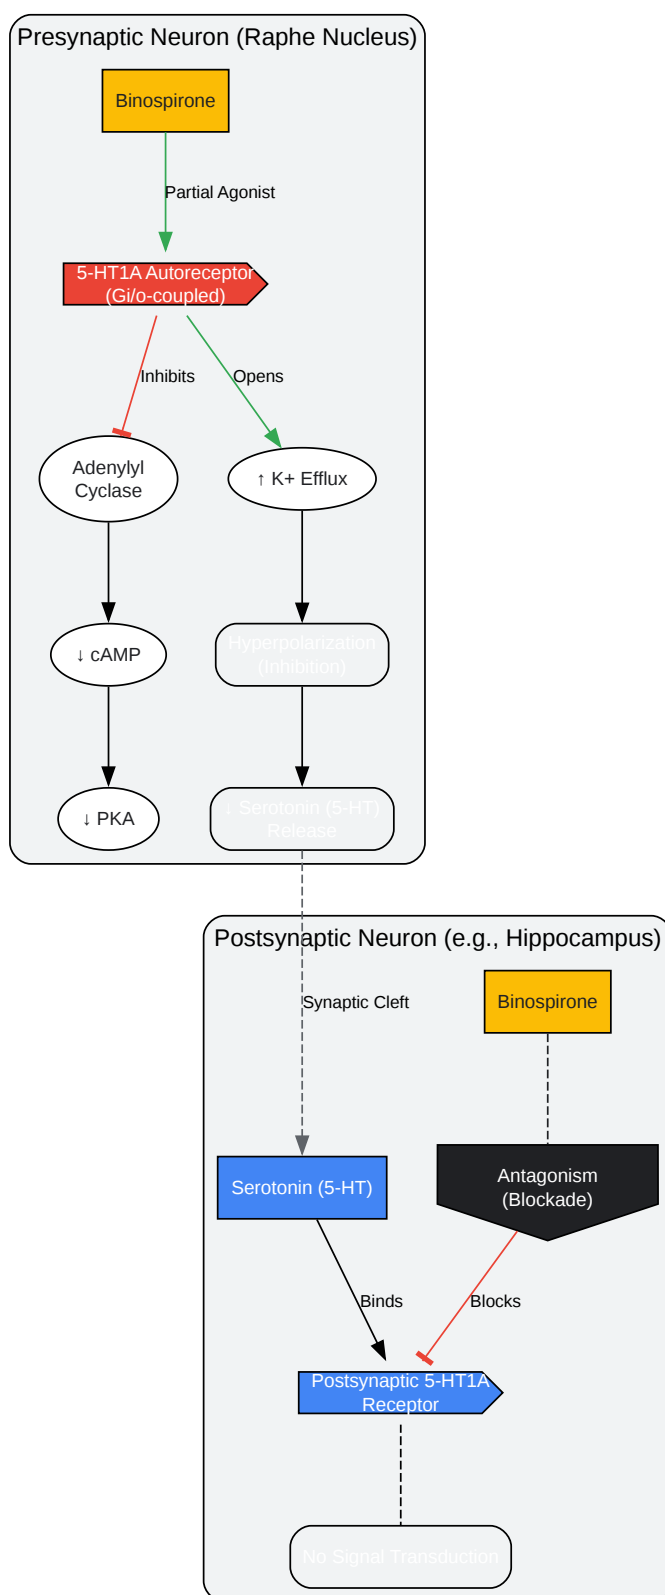 Presynaptic Neuron (Raphe Nucleus)
Binospirone
Partial Agonist
5-HT1A Autoreceptor
(Gi/o-coupled)
Inhibits
Opens
Adenylyl
Cyclase
↑ K+ Efflux
↓ cAMP
Hyperpolarization
(Inhibition)
↓ PKA
↓ Serotonin (5-HT)
Release
Postsynaptic Neuron (e.g., Hippocampus)
Synaptic Cleft
Binospirone
Serotonin (5-HT)
Antagonism
(Blockade)
Binds
Blocks
Postsynaptic 5-HT1A
Receptor
No Signal Transduction